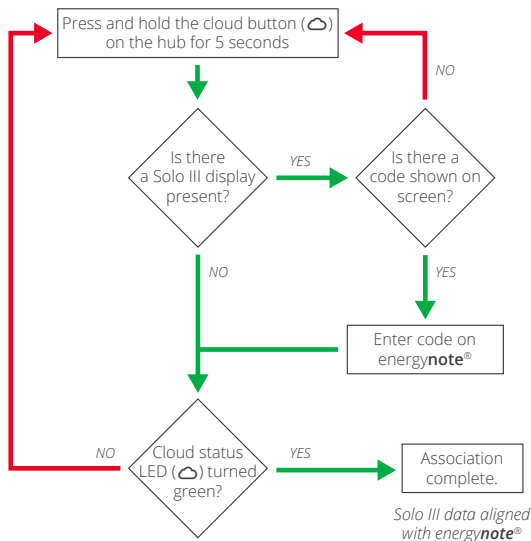 Press and hold the cloud button ( )
on the hub for 5 seconds
NO
Is there
a Solo III display
present?
YES
Is there a
code shown on
screen?
NO
YES
Enter code on
energynote®
NO
Cloud status
LED ( ) turned
green?
YES
Association
complete.
Solo III data aligned
with energynote®